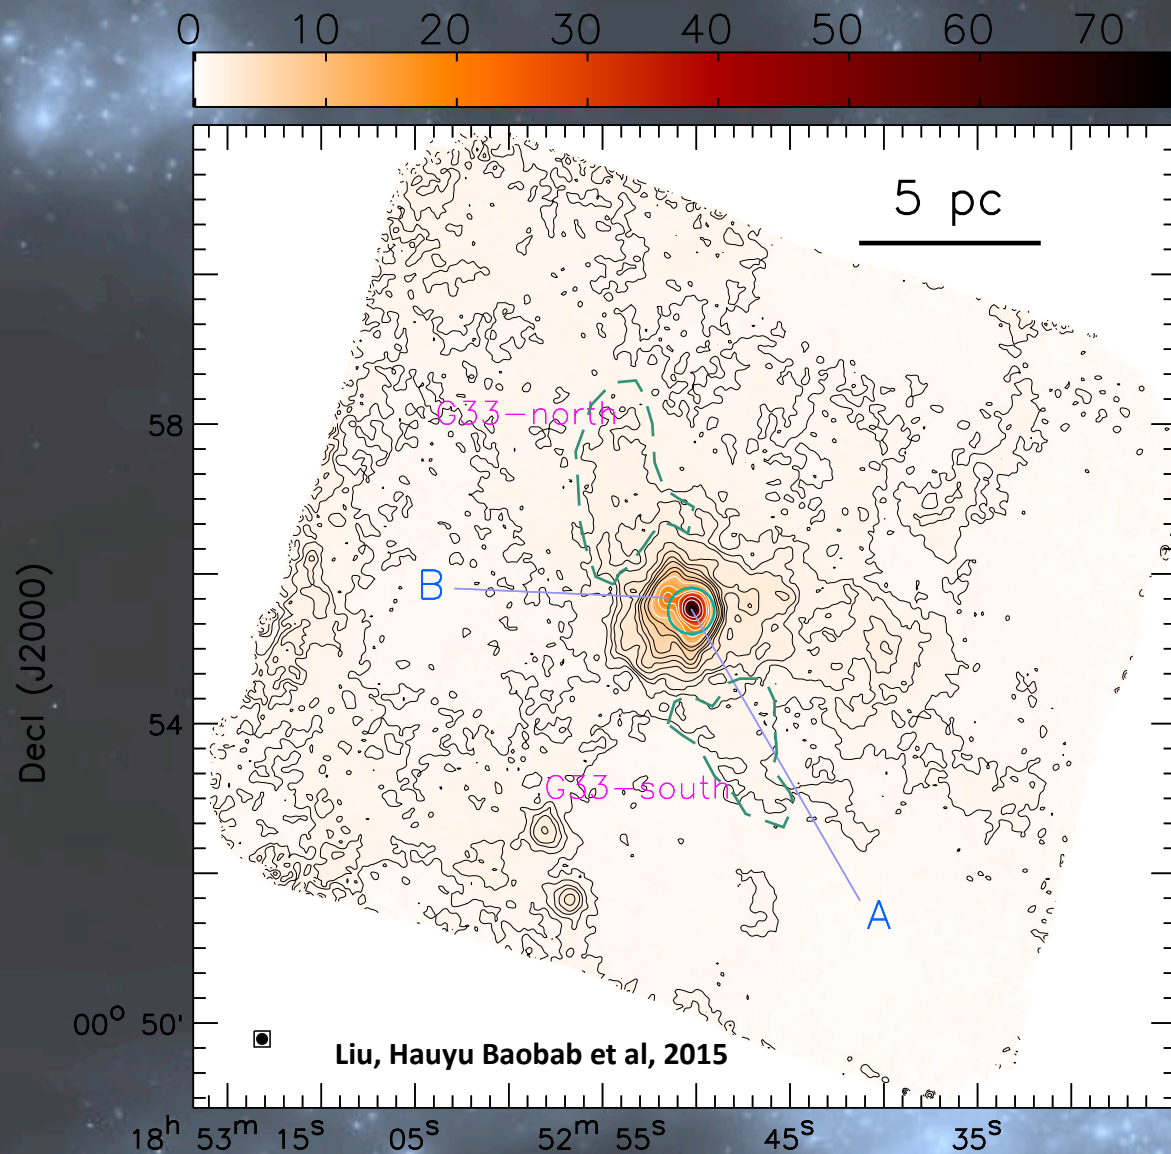 0 10 20 30 40 50 60 70
5 pc
G33-north
58
B
Decl (J2000)
54
G33-south
A
00° 50'
Liu, Hauyu Baobab et al, 2015
18ʰ 53ᵐ 15ˢ 05ˢ 52ᵐ 55ˢ 45ˢ 35ˢ